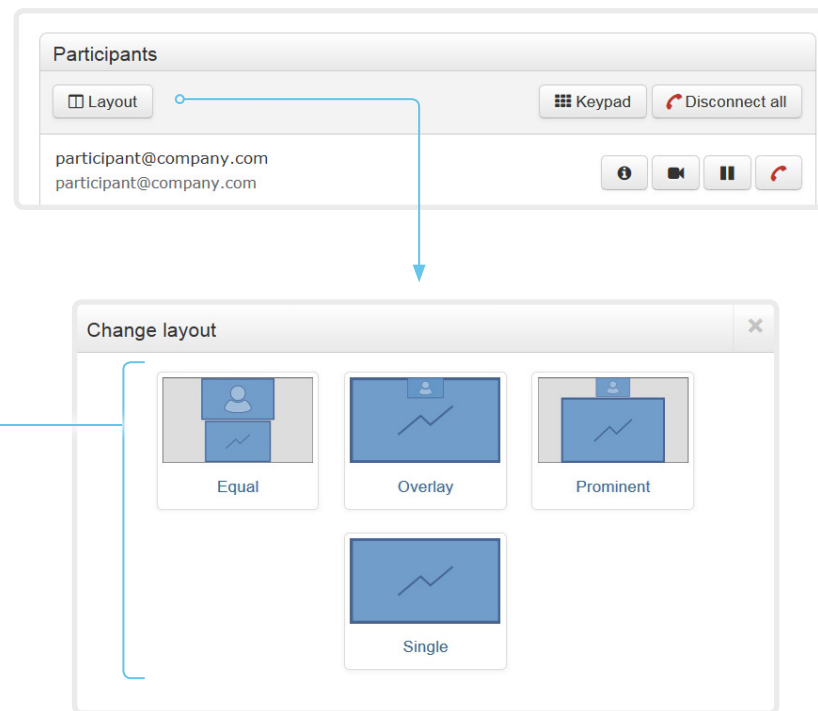 Participants
Layout
Keypad
Disconnect all
participant@company.com
participant@company.com
Change layout
Equal
Overlay
Prominent
Single